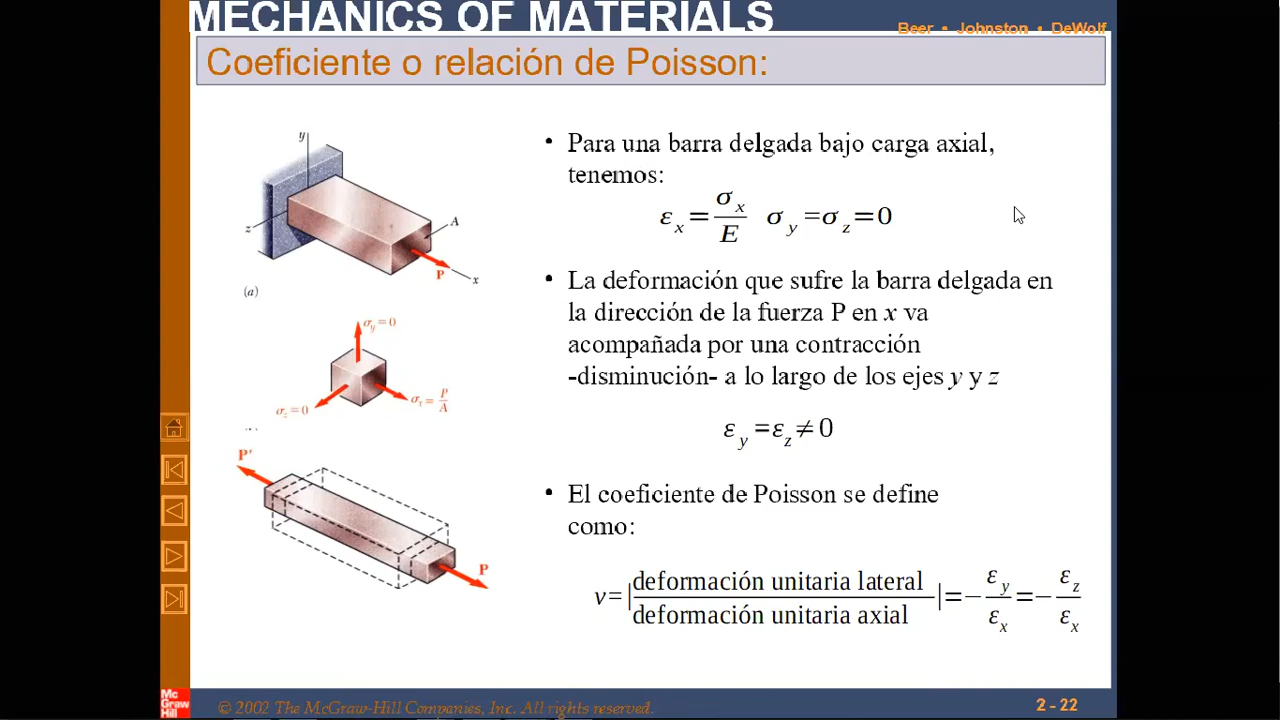 MECHANICS OF MATERIALS
Beer • Johnston • DeWolf
Coeficiente o relación de Poisson:
y
z
A
P
x
(a)
σy=0
σz=0
σx= P/A
P'
P
• Para una barra delgada bajo carga axial,
tenemos:
εx = σx/E σy = σz = 0
• La deformación que sufre la barra delgada en
la dirección de la fuerza P en x va
acompañada por una contracción
-disminución- a lo largo de los ejes y y z
εy = εz ≠ 0
• El coeficiente de Poisson se define
como:
ν= |deformación unitaria lateral/deformación unitaria axial| = − εy/εx = − εz/εx
Mc
Graw
Hill
© 2002 The McGraw-Hill Companies, Inc. All rights reserved.
2 - 22